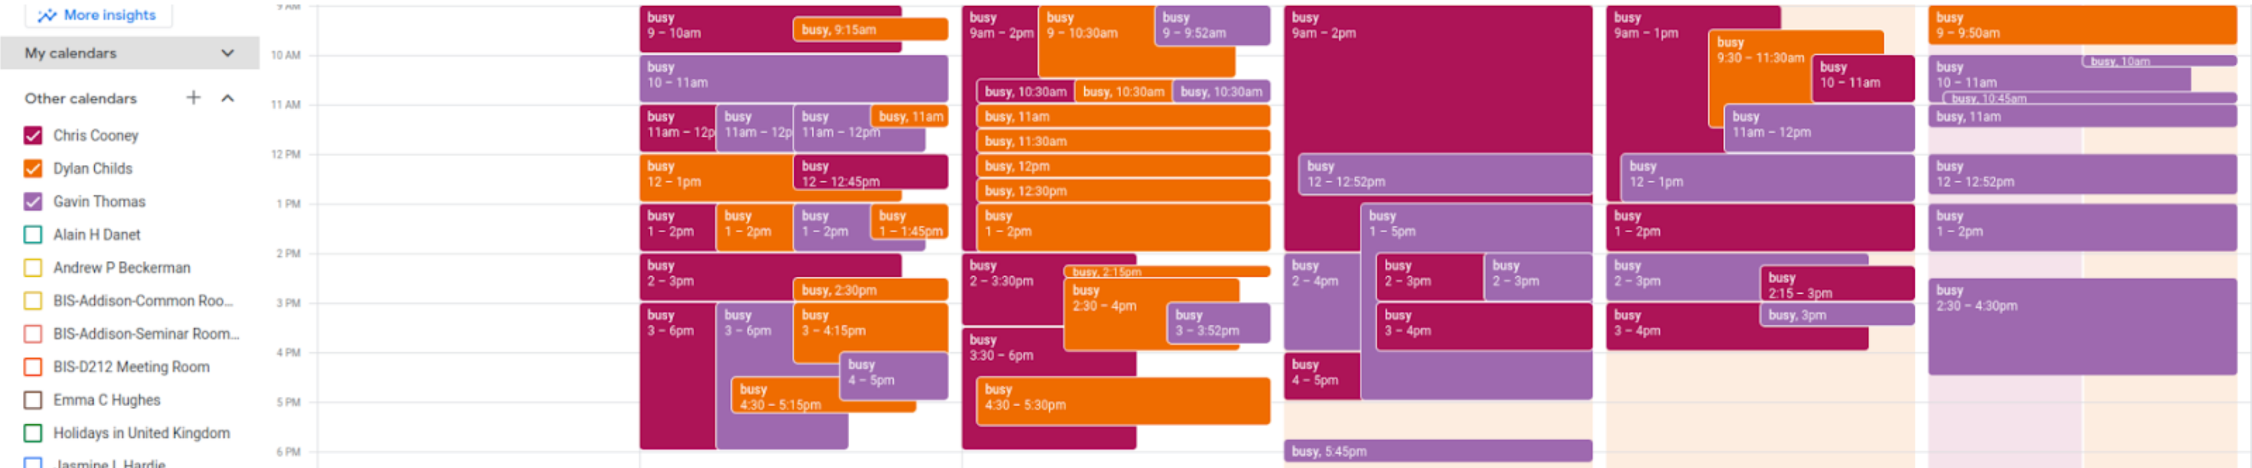 More insights
My calendars
Other calendars
Chris Cooney
Dylan Childs
Gavin Thomas
Alain H Danet
Andrew P Beckerman
BIS-Addison-Common Roo...
BIS-Addison-Seminar Room...
BIS-D212 Meeting Room
Emma C Hughes
Holidays in United Kingdom
Jasmine L Hardie
9 AM
10 AM
11 AM
12 PM
1 PM
2 PM
3 PM
4 PM
5 PM
6 PM
busy
9 – 10am
busy, 9:15am
busy
10 – 11am
busy
11am – 12p
busy
11am – 12p
busy
11am – 12pm
busy, 11am
busy
12 – 1pm
busy
12 – 12:45pm
busy
1 – 2pm
busy
1 – 2pm
busy
1 – 2pm
busy
1 – 1:45pm
busy
2 – 3pm
busy, 2:30pm
busy
3 – 6pm
busy
3 – 6pm
busy
3 – 4:15pm
busy
4 – 5pm
busy
4:30 – 5:15pm
busy
9am – 2pm
busy
9 – 10:30am
busy
9 – 9:52am
busy, 10:30am
busy, 10:30am
busy, 10:30am
busy, 11am
busy, 11:30am
busy, 12pm
busy, 12:30pm
busy
1 – 2pm
busy
2 – 3:30pm
busy, 2:15pm
busy
2:30 – 4pm
busy
3 – 3:52pm
busy
3:30 – 6pm
busy
4:30 – 5:30pm
busy
9am – 2pm
busy
12 – 12:52pm
busy
1 – 5pm
busy
2 – 4pm
busy
2 – 3pm
busy
2 – 3pm
busy
3 – 4pm
busy
4 – 5pm
busy, 5:45pm
busy
9am – 1pm
busy
9:30 – 11:30am
busy
10 – 11am
busy
11am – 12pm
busy
12 – 1pm
busy
1 – 2pm
busy
2 – 3pm
busy
2:15 – 3pm
busy, 3pm
busy
3 – 4pm
busy
9 – 9:50am
busy
10 – 11am
busy, 10am
busy, 10:45am
busy, 11am
busy
12 – 12:52pm
busy
1 – 2pm
busy
2:30 – 4:30pm